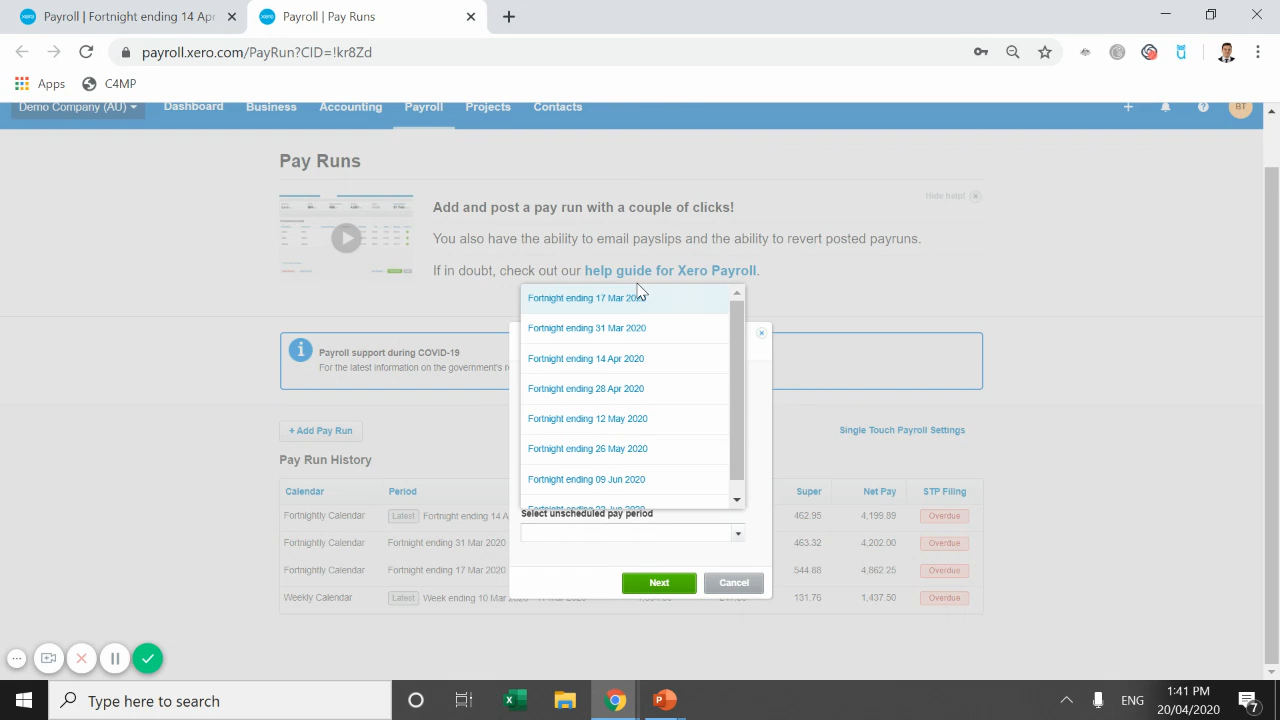 Payroll | Fortnight ending 14 Apr
Payroll | Pay Runs
payroll.xero.com/PayRun?CID=!kr8Zd
Apps
C4MP
Demo Company (AU)
Dashboard
Business
Accounting
Payroll
Projects
Contacts
BT
Pay Runs
Hide help!
Add and post a pay run with a couple of clicks!
You also have the ability to email payslips and the ability to revert posted payruns.
If in doubt, check out our help guide for Xero Payroll.
Fortnight ending 17 Mar
Fortnight ending 31 Mar 2020
Fortnight ending 14 Apr 2020
Fortnight ending 28 Apr 2020
Fortnight ending 12 May 2020
Fortnight ending 26 May 2020
Fortnight ending 09 Jun 2020
Select unscheduled pay period
Next
Cancel
Payroll support during COVID-19
For the latest information on the government's
+ Add Pay Run
Single Touch Payroll Settings
Pay Run History
Calendar Period Super Net Pay STP Filing
Fortnightly Calendar Latest Fortnight ending 14 462.95 4,199.89 Overdue
Fortnightly Calendar Fortnight ending 31 Mar 2020 463.32 4,202.00 Overdue
Fortnightly Calendar Fortnight ending 17 Mar 2020 544.88 4,862.25 Overdue
Weekly Calendar Latest Week ending 10 Mar 131.76 1,437.50 Overdue
Type here to search
ENG
1:41 PM
20/04/2020
7